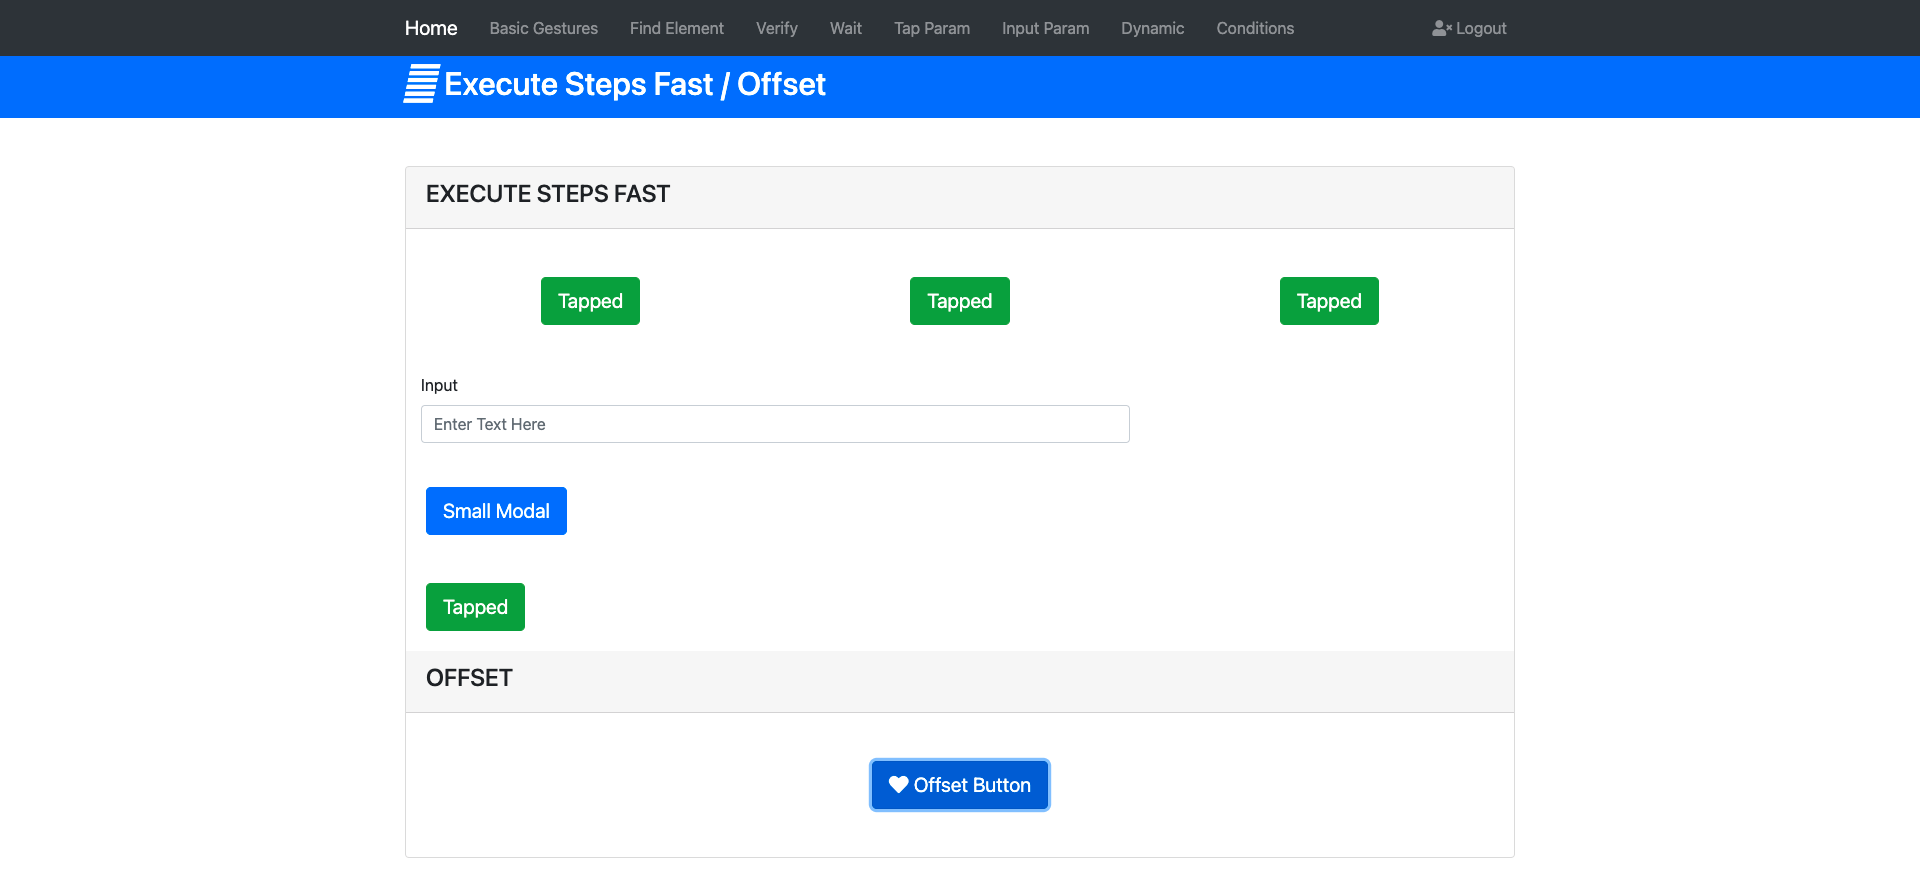 Home Basic Gestures Find Element Verify Wait Tap Param Input Param Dynamic Conditions Logout
Execute Steps Fast / Offset
EXECUTE STEPS FAST
Tapped Tapped Tapped
Input
Enter Text Here
Small Modal
Tapped
OFFSET
Offset Button